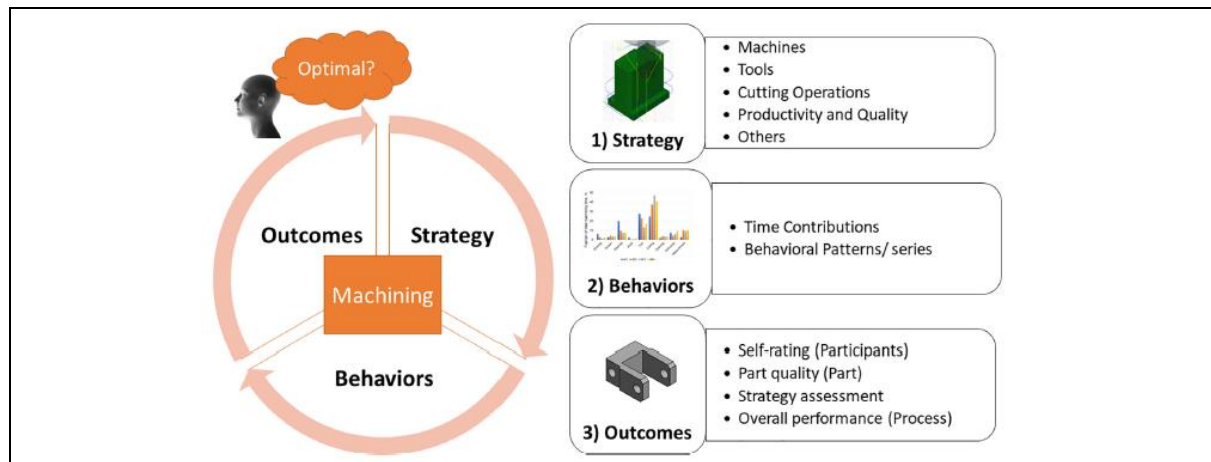 Optimal?
Outcomes
Strategy
Machining
Behaviors
1) Strategy
• Machines
• Tools
• Cutting Operations
• Productivity and Quality
• Others
2) Behaviors
• Time Contributions
• Behavioral Patterns/ series
3) Outcomes
• Self-rating (Participants)
• Part quality (Part)
• Strategy assessment
• Overall performance (Process)